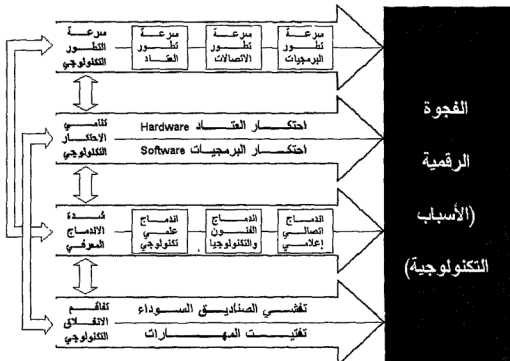 سرعة
التطور
التكنولوجي
سرعة
تطور
العتاد
سرعة
تطور
الاتصالات
سرعة
تطور
البرمجيات
تنامي
الاحتكار
التكنولوجي
احتكار العتاد Hardware
احتكار البرمجيات Software
شدة
الاندماج
المعرفي
اندماج
علمي
تكنولوجي
اندماج
الفنون
والتكنولوجيا
اندماج
اتصالي
إعلامي
تفاقم
الانغلاق
التكنولوجي
تفشي الصناديق السوداء
تفتيت المهارات
الفجوة
الرقمية
(الأسباب
التكنولوجية)